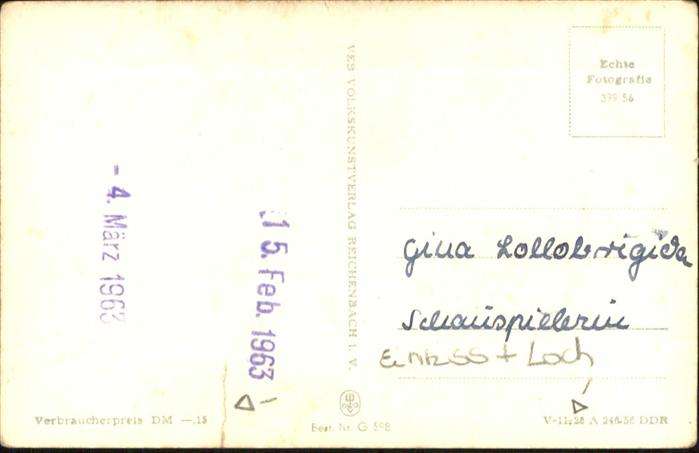 Echte
Fotografie
379 56
VEB VOLKSKUNSTVERLAG REICHENBACH I. V.
- 4. März 1963
15. Feb. 1963
Gina Lollobrigida
Schauspielerin
Einriss + Loch
Verbraucherpreis DM —.15
Best. Nr. G 598
V-11,28 A 246/56 DDR